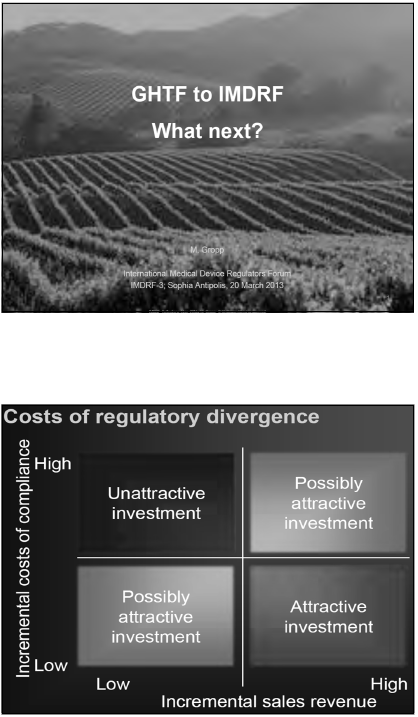 GHTF to IMDRF
What next?
M. Gropp
International Medical Device Regulators Forum
IMDRF-3; Sophia Antipolis, 20 March 2013
Costs of regulatory divergence
Incremental costs of compliance
High
Unattractive
investment
Possibly
attractive
investment
Possibly
attractive
investment
Attractive
investment
Low
Low
High
Incremental sales revenue